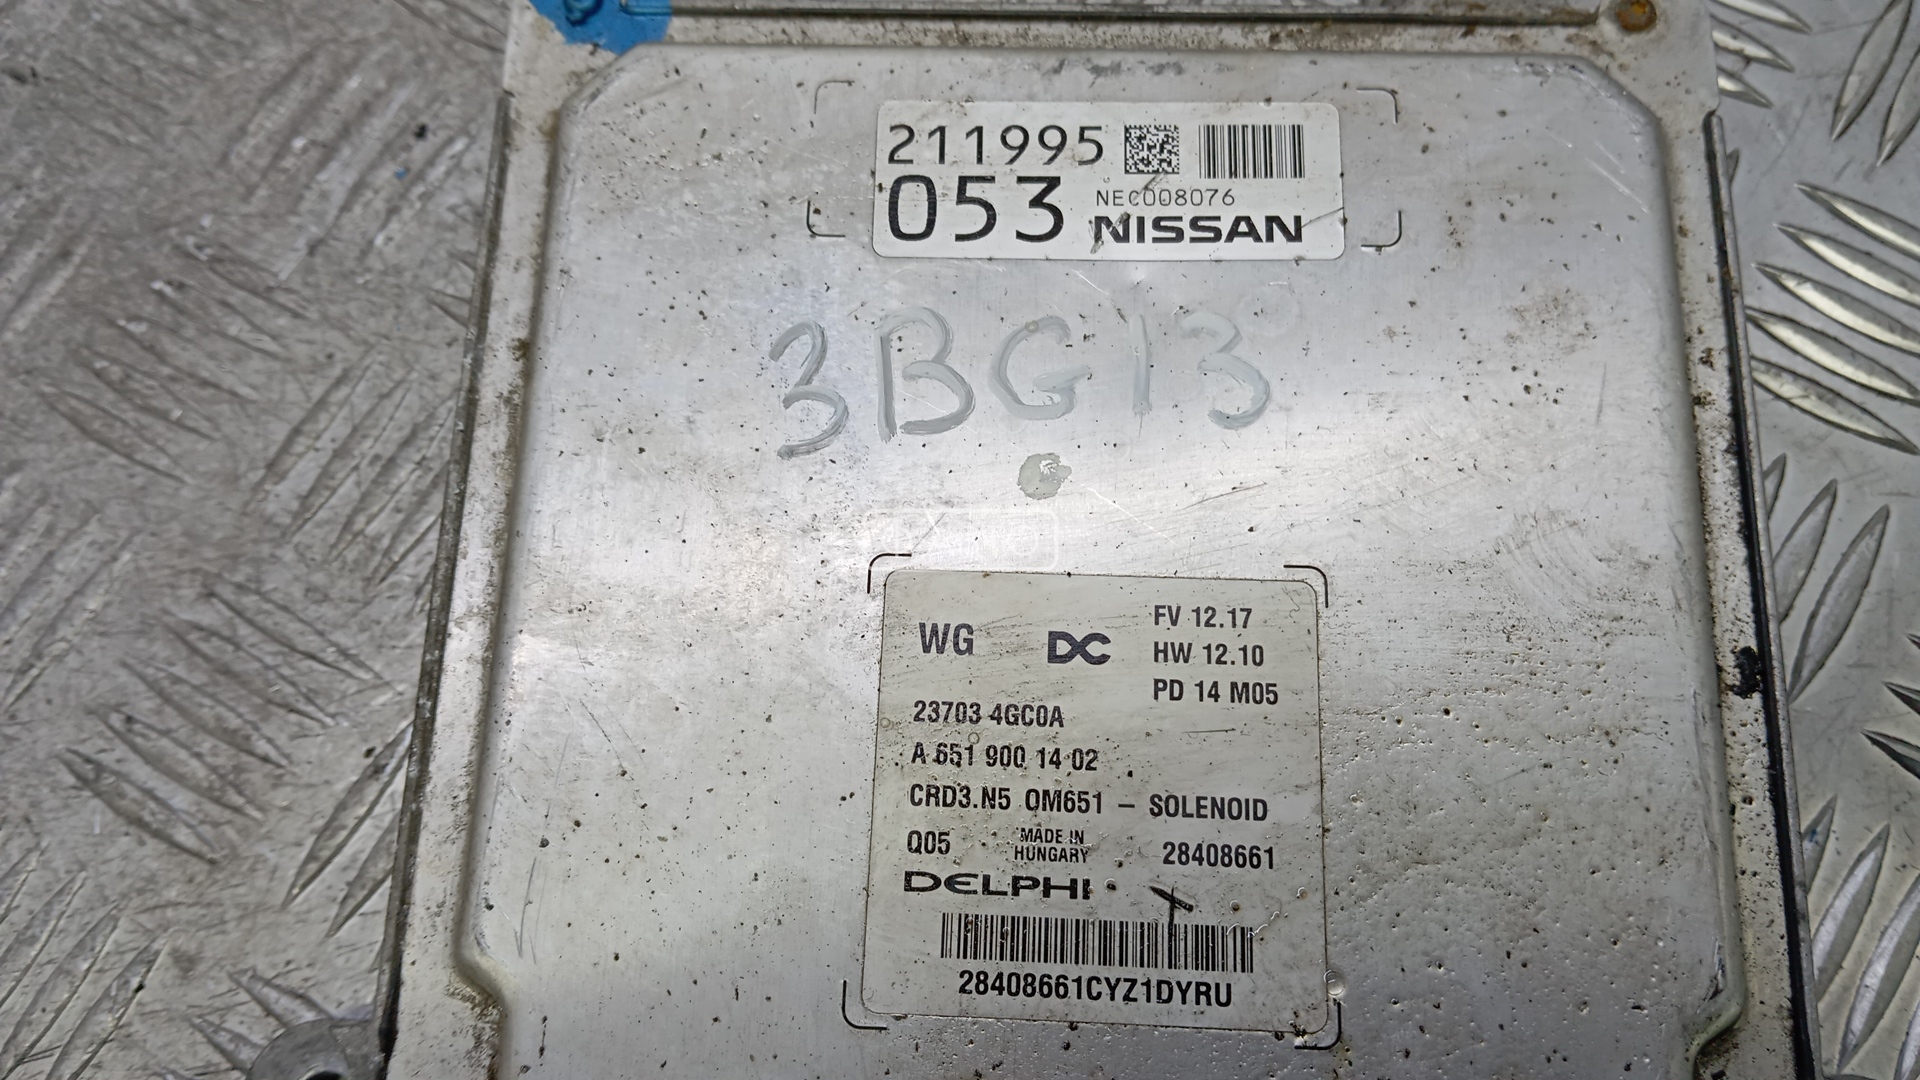 211995
053 NEC008076
NISSAN
3BG13
WG DC FV 12.17
HW 12.10
PD 14 M05
23703 4GC0A
A 651 900 14 02
CRD3.N5 OM651 – SOLENOID
Q05 MADE IN HUNGARY 28408661
DELPHI
28408661CYZ1DYRU